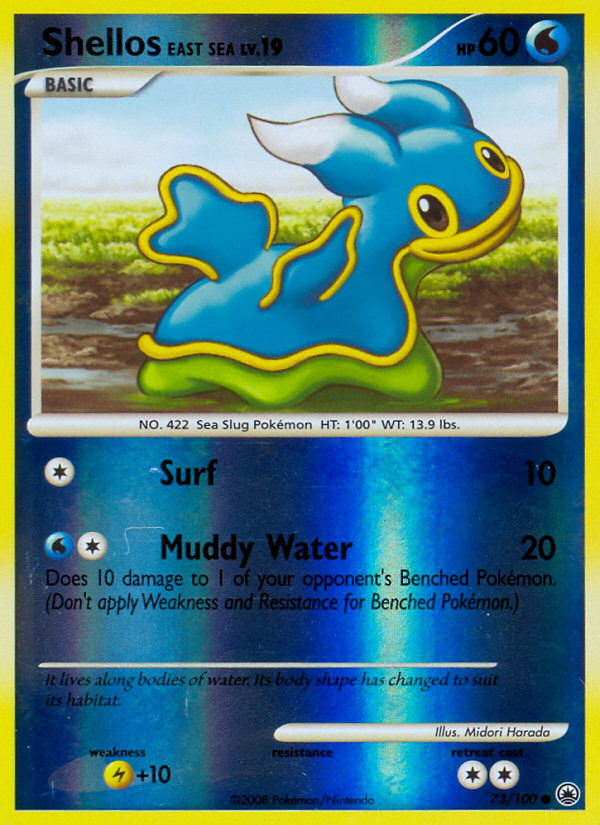 Shellos EAST SEA LV.19 HP 60
BASIC
NO. 422 Sea Slug Pokémon HT: 1'00" WT: 13.9 lbs.
Surf 10
Muddy Water 20
Does 10 damage to 1 of your opponent's Benched Pokémon.
(Don't apply Weakness and Resistance for Benched Pokémon.)
It lives along bodies of water. Its body shape has changed to suit
its habitat.
Illus. Midori Harada
weakness resistance retreat cost
+10
©2008 Pokémon/Nintendo 73/100